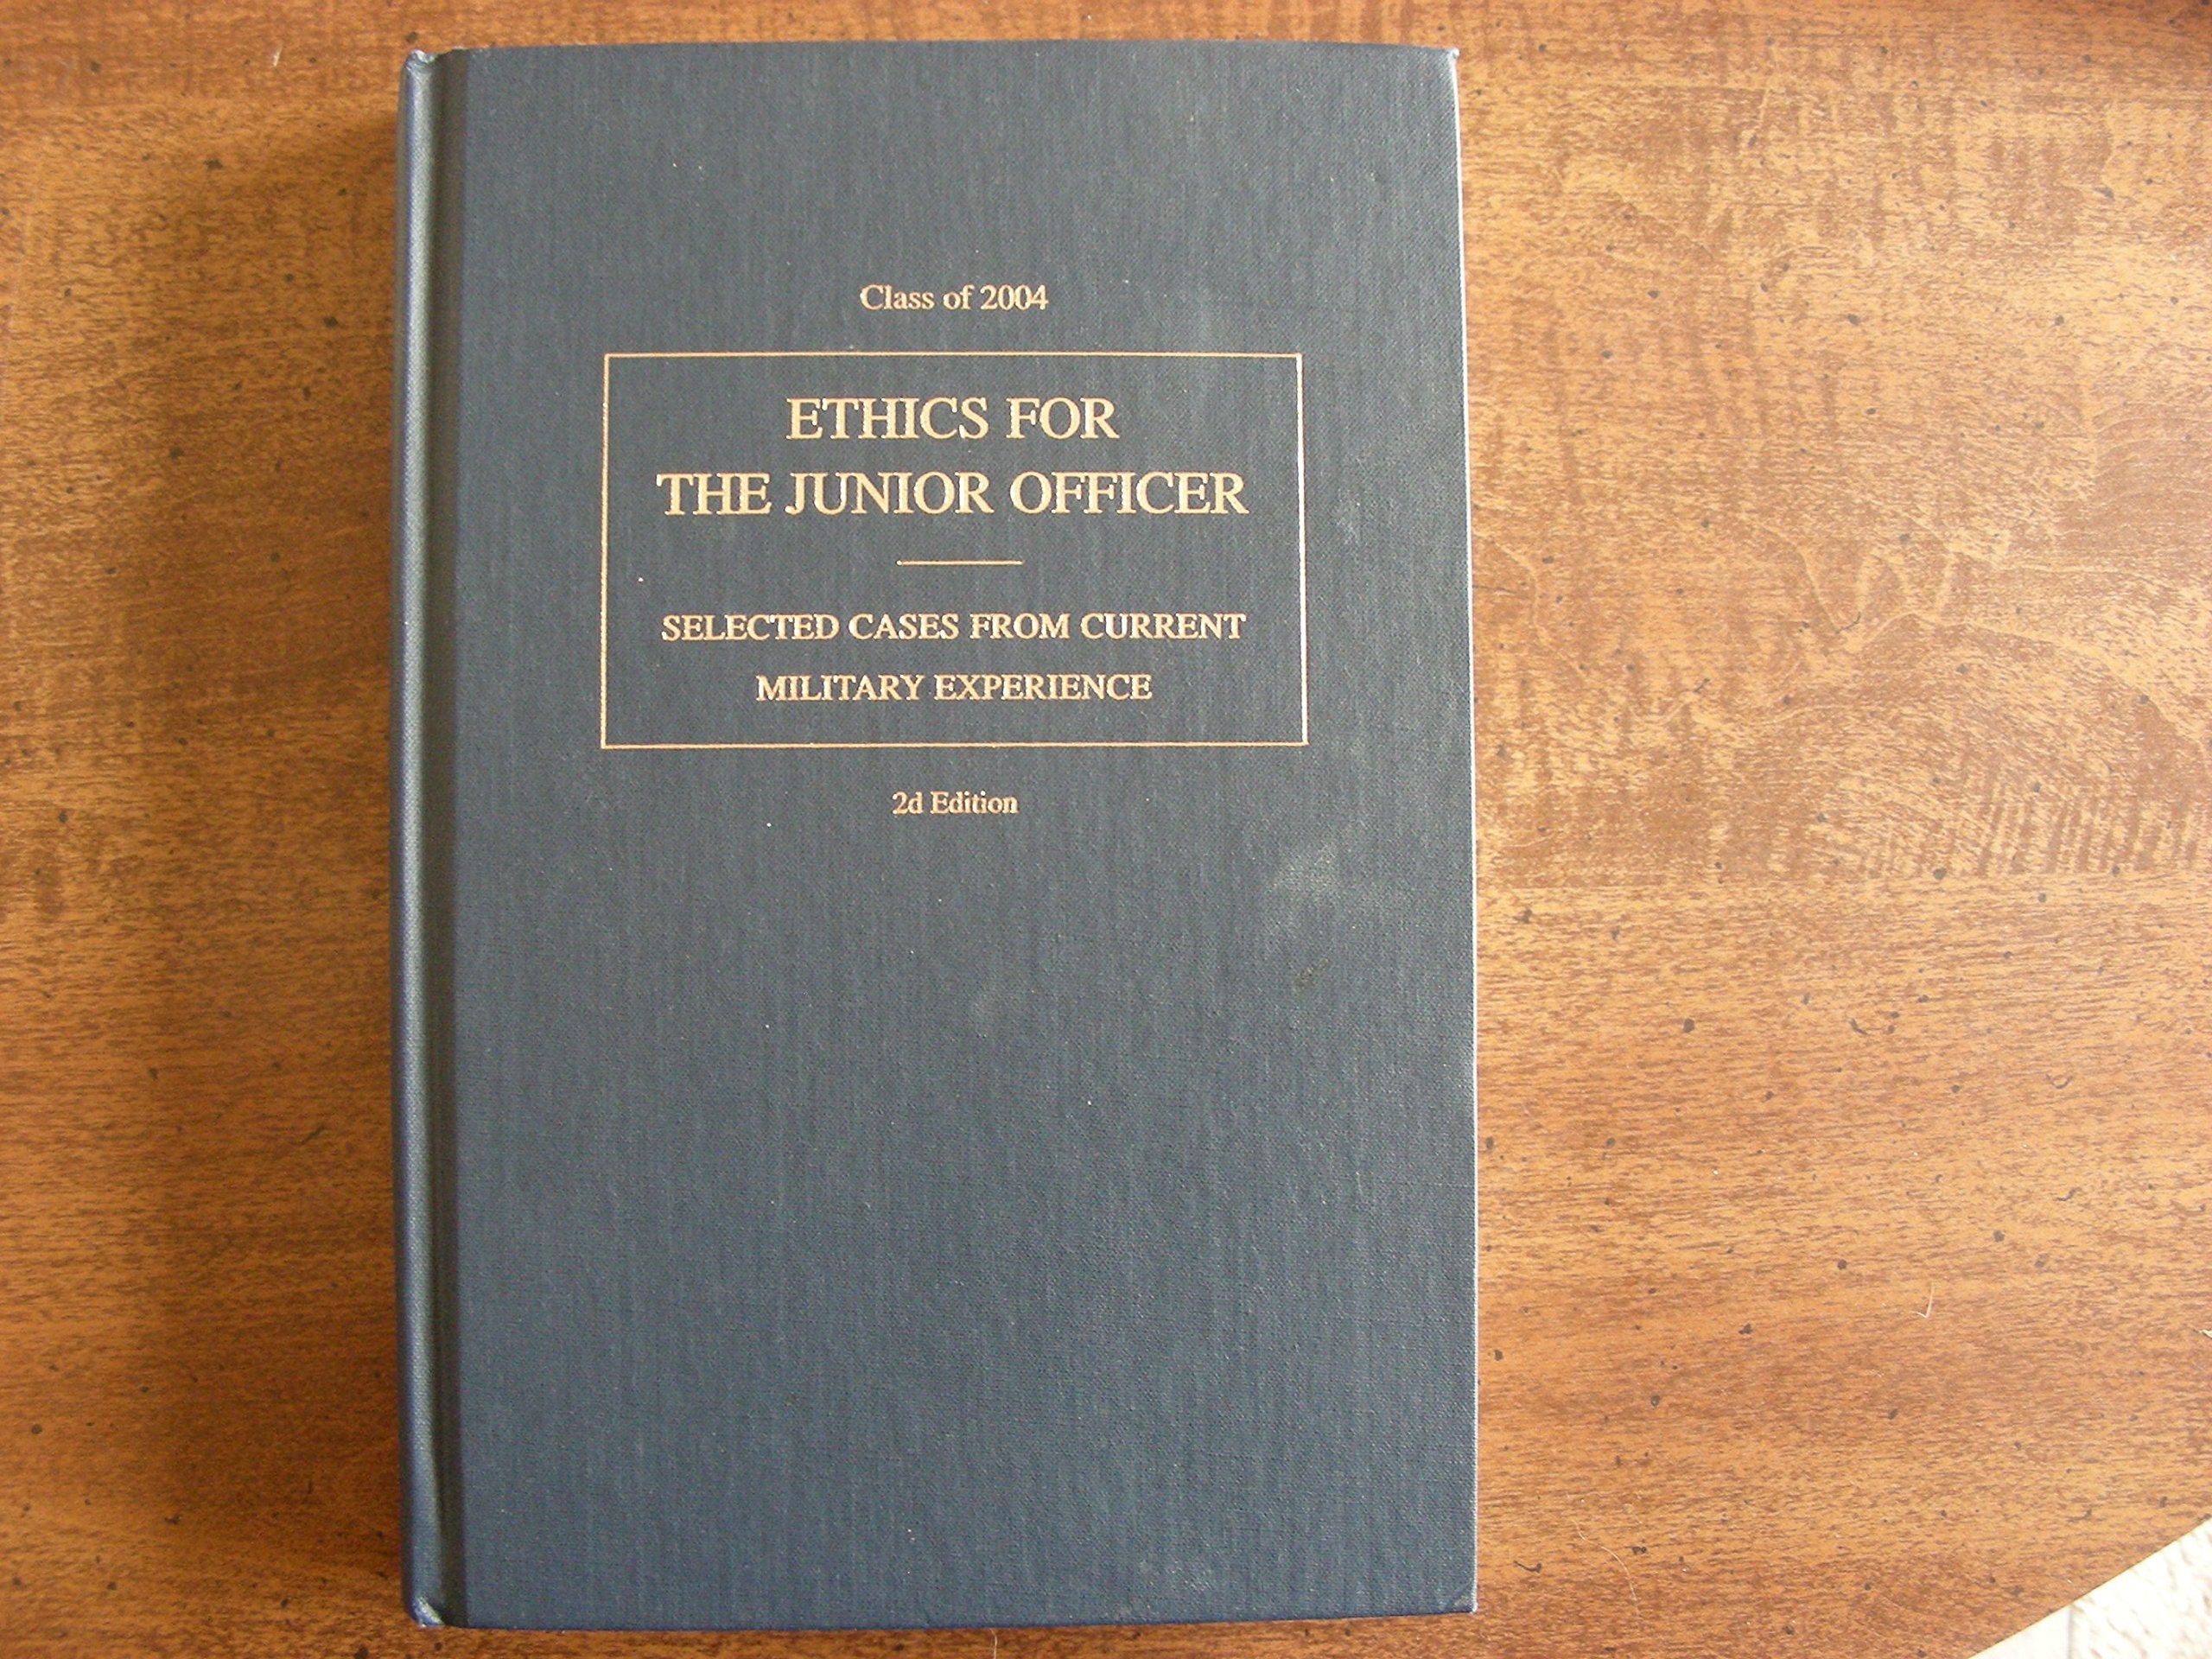 Class of 2004
ETHICS FOR
THE JUNIOR OFFICER
SELECTED CASES FROM CURRENT
MILITARY EXPERIENCE
2d Edition